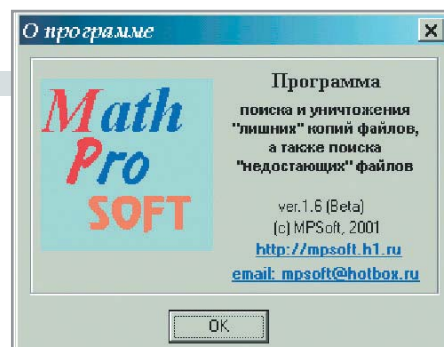 О программе
Math
Pro
SOFT
Программа
поиска и уничтожения
"лишних" копий файлов,
а также поиска
"недостающих" файлов
ver.1.6 (Beta)
(c) MPSoft, 2001
http://mpsoft.h1.ru
email: mpsoft@hotbox.ru
OK